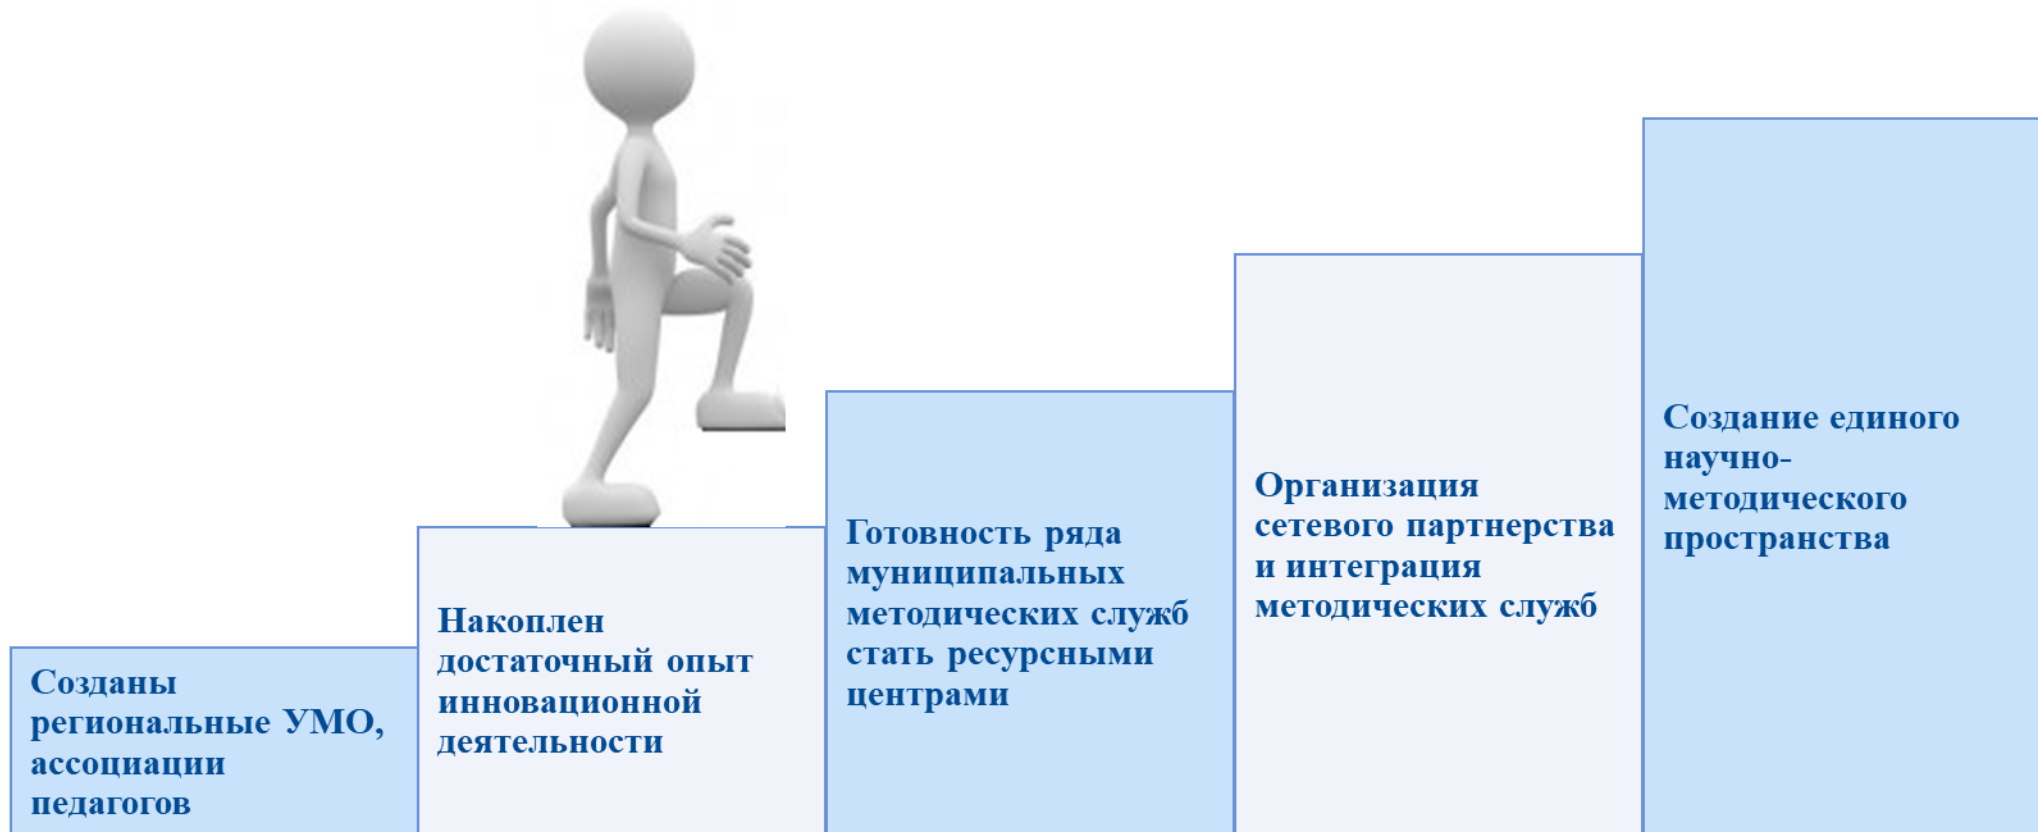 Созданы
региональные УМО,
ассоциации
педагогов
Накоплен
достаточный опыт
инновационной
деятельности
Готовность ряда
муниципальных
методических служб
стать ресурсными
центрами
Организация
сетевого партнерства
и интеграция
методических служб
Создание единого
научно-
методического
пространства